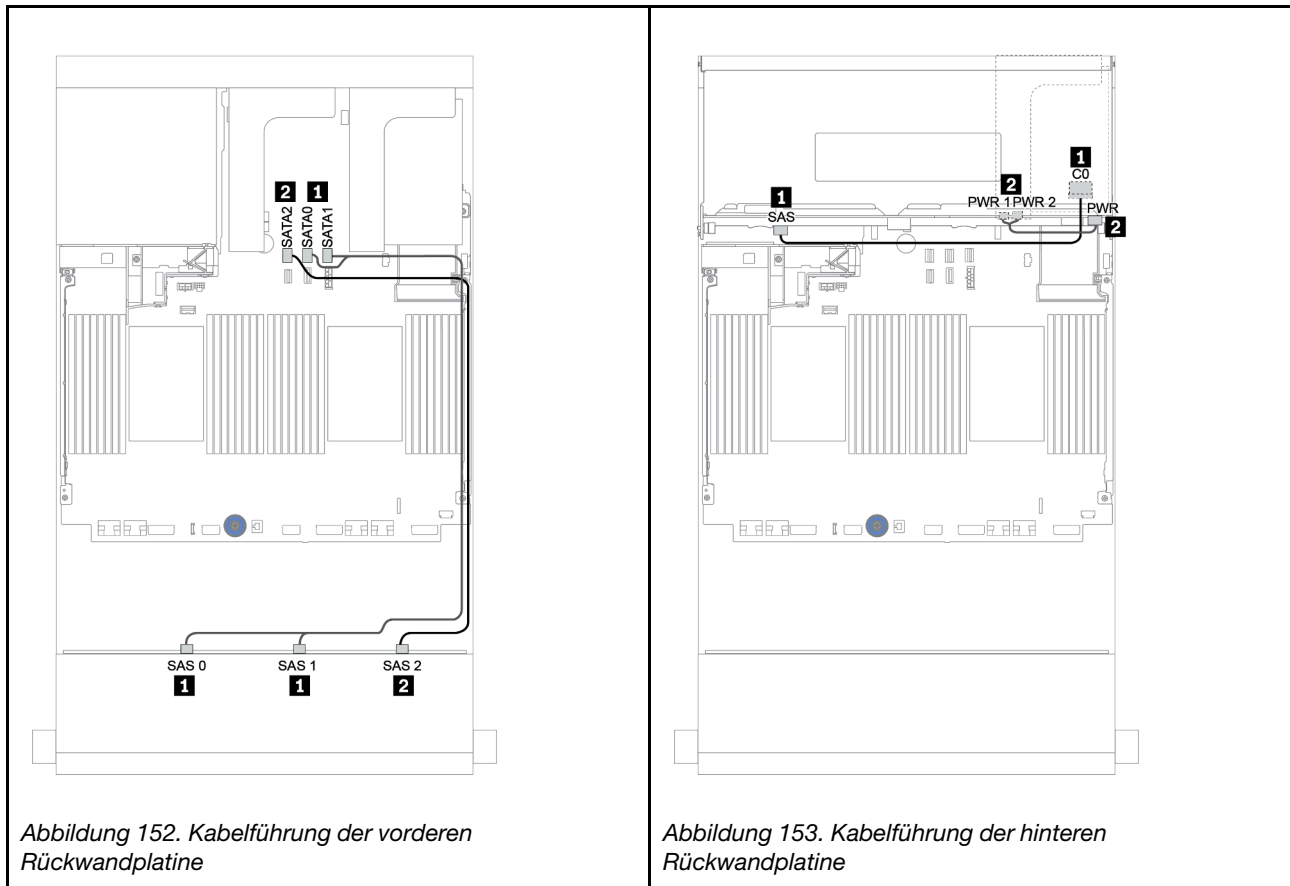 2 1
SATA2
SATA0
SATA1
SAS 0
SAS 1
SAS 2
1
1
2
Abbildung 152. Kabelführung der vorderen
Rückwandplatine
1
C0
2
PWR 1 PWR 2
PWR
2
1
SAS
Abbildung 153. Kabelführung der hinteren
Rückwandplatine